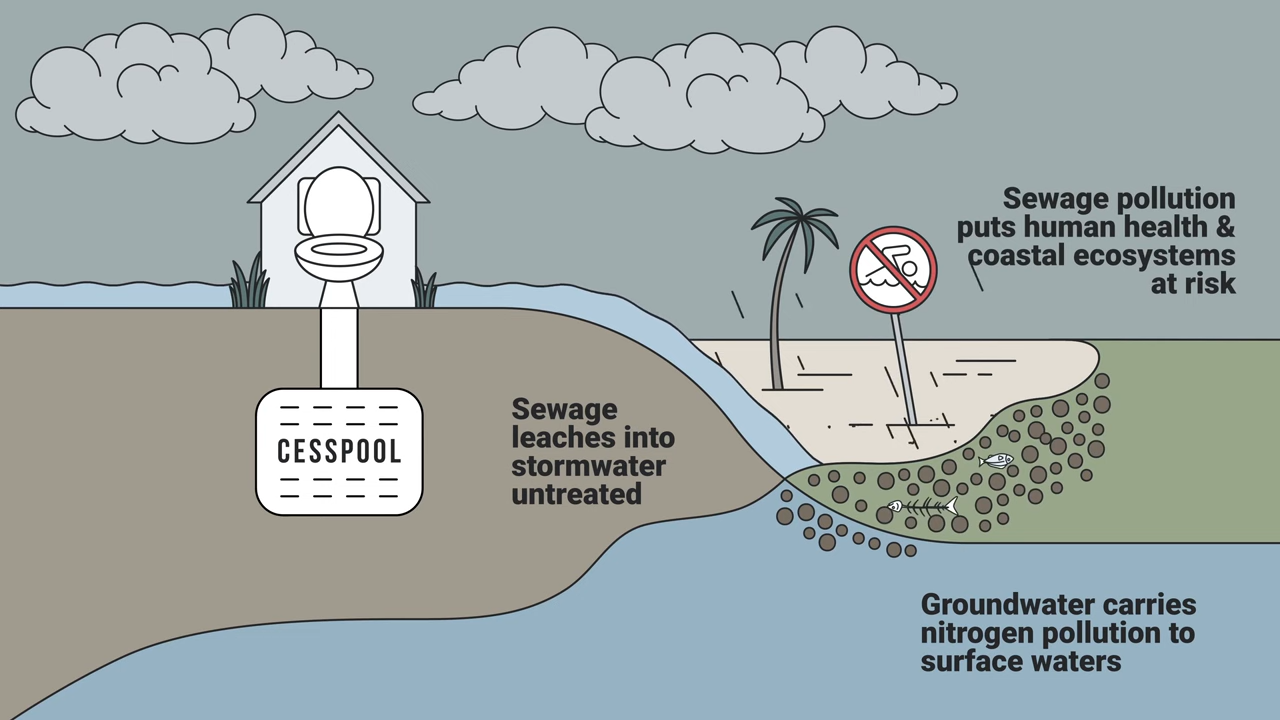 Sewage pollution
puts human health &
coastal ecosystems
at risk
Sewage
leaches into
stormwater
untreated
CESSPOOL
Groundwater carries
nitrogen pollution to
surface waters